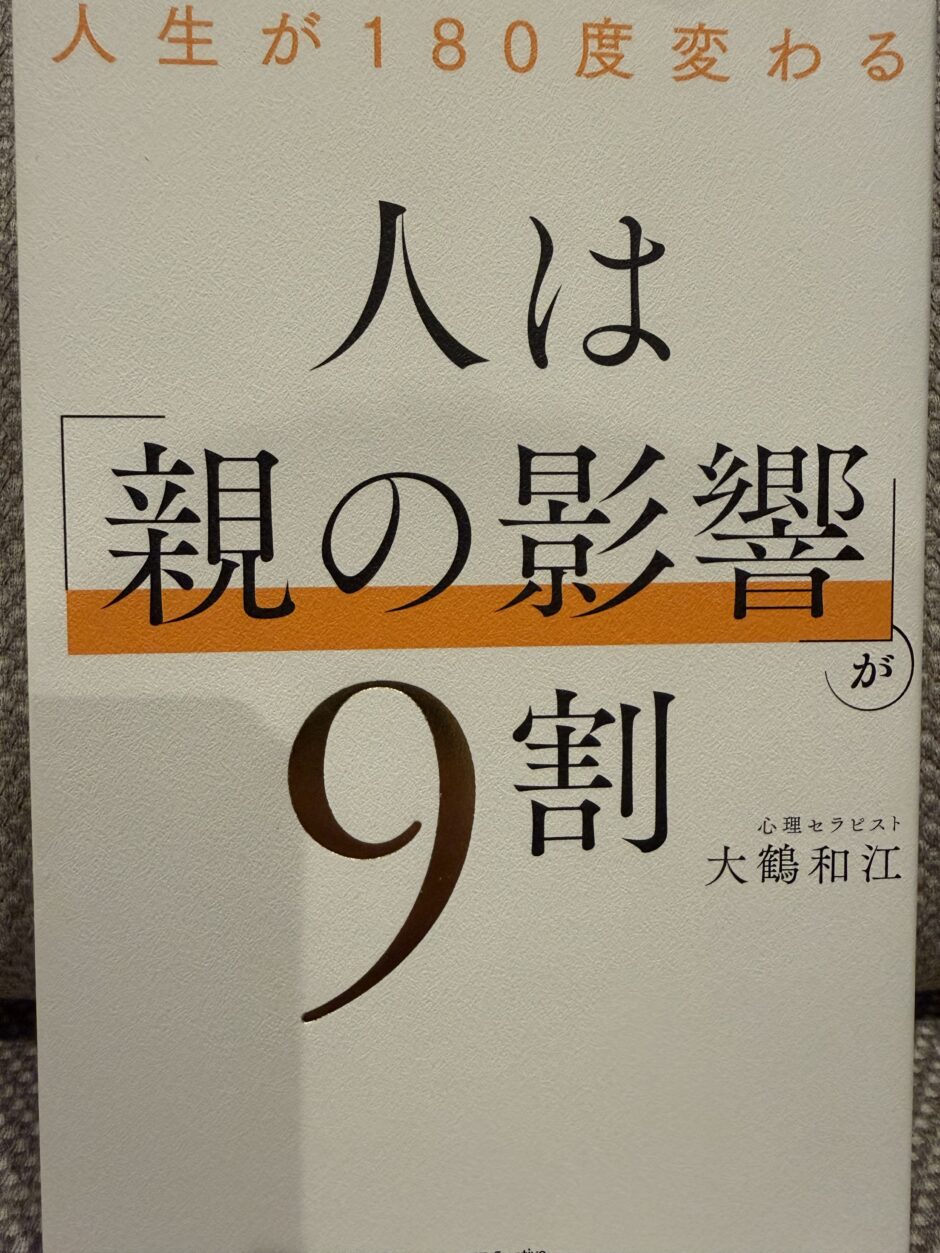 人生が180度変わる
人は
「親の影響」が
9割
心理セラピスト
大鶴和江